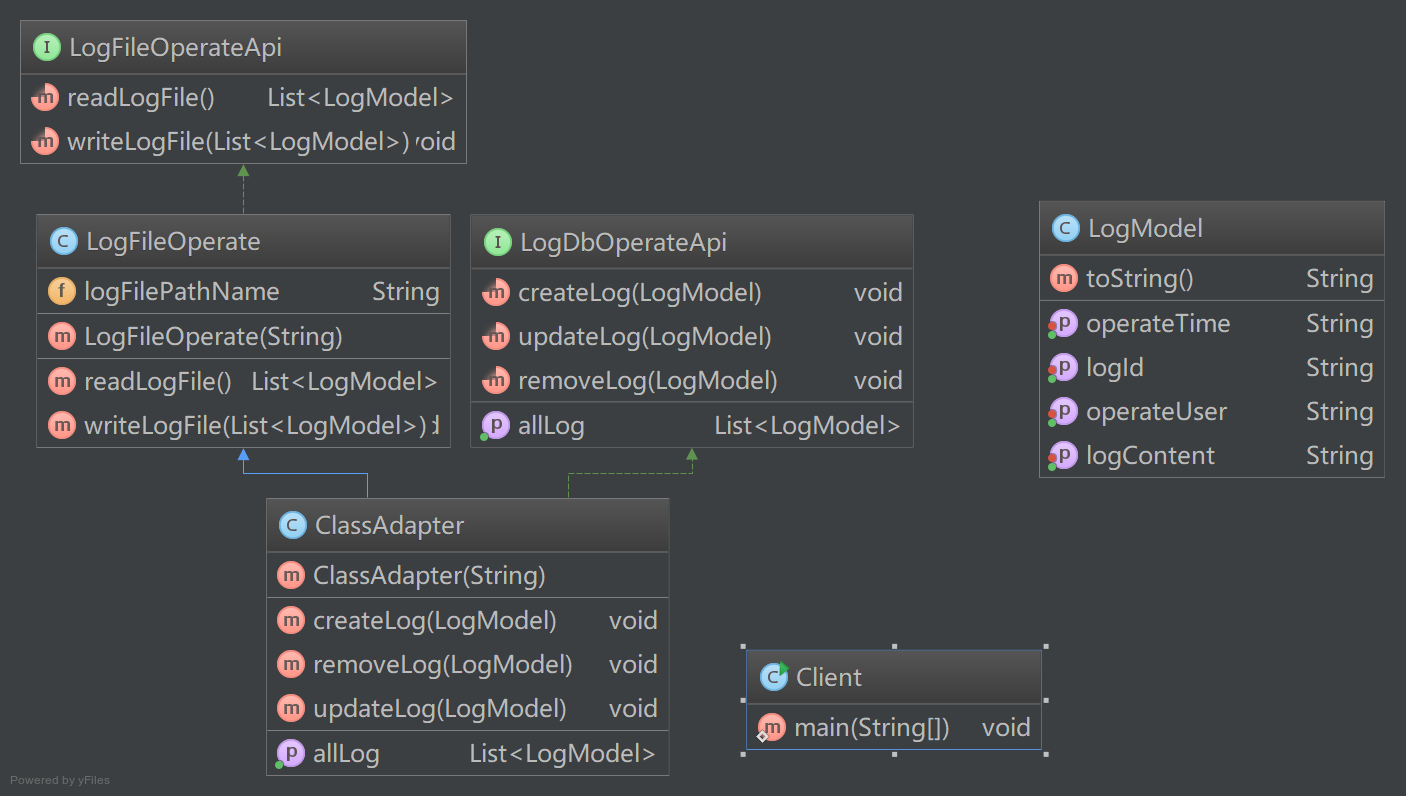 LogFileOperateApi
readLogFile() List<LogModel>
writeLogFile(List<LogModel>) void
LogFileOperate
logFilePathName String
LogFileOperate(String)
readLogFile() List<LogModel>
writeLogFile(List<LogModel>)
LogDbOperateApi
createLog(LogModel) void
updateLog(LogModel) void
removeLog(LogModel) void
allLog List<LogModel>
LogModel
toString() String
operateTime String
logId String
operateUser String
logContent String
ClassAdapter
ClassAdapter(String)
createLog(LogModel) void
removeLog(LogModel) void
updateLog(LogModel) void
allLog List<LogModel>
Client
main(String[]) void
Powered by yFiles